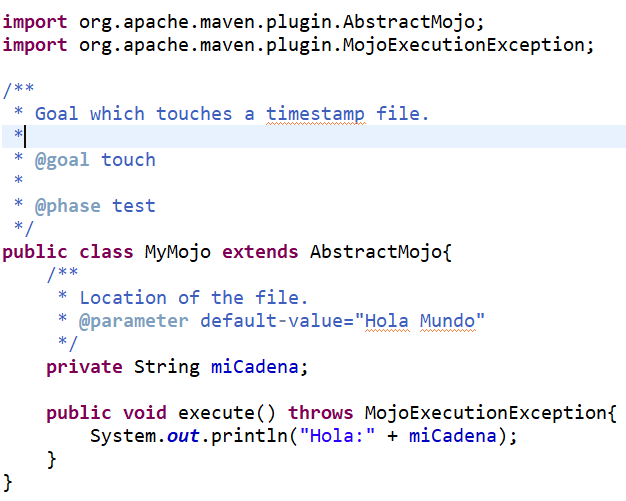 import org.apache.maven.plugin.AbstractMojo;
import org.apache.maven.plugin.MojoExecutionException;

/**
 * Goal which touches a timestamp file.
 *
 * @goal touch
 *
 * @phase test
 */
public class MyMojo extends AbstractMojo{
    /**
     * Location of the file.
     * @parameter default-value="Hola Mundo"
     */
    private String miCadena;

    public void execute() throws MojoExecutionException{
        System.out.println("Hola:" + miCadena);
    }
}